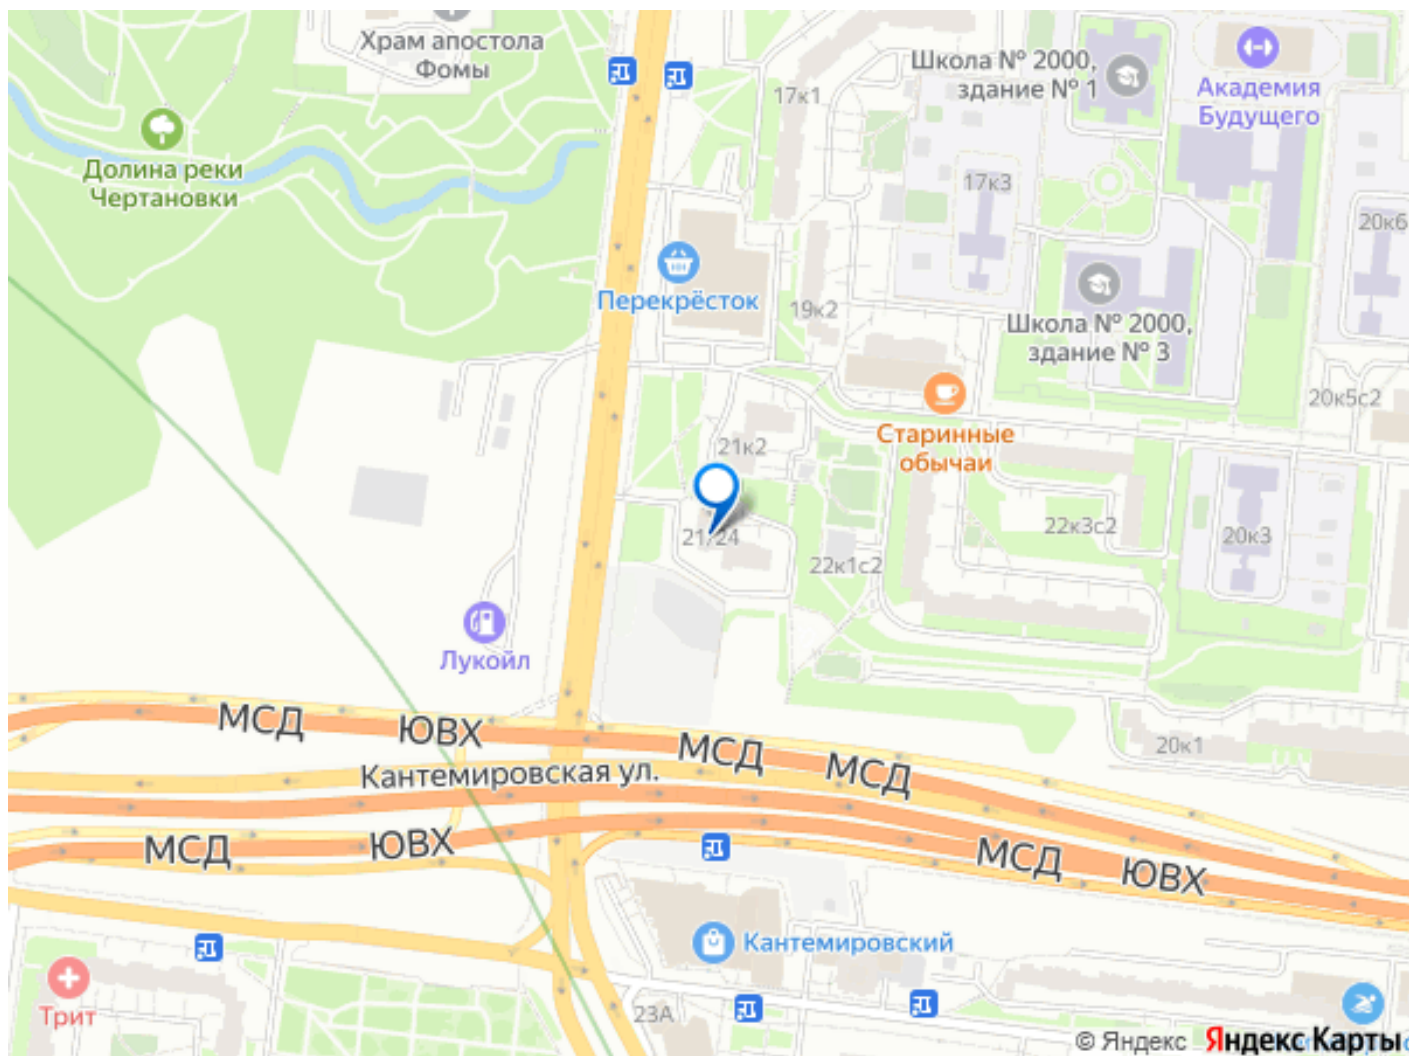 Храм апостола
Фомы
Школа № 2000,
здание № 1
Академия
Будущего
17к1
Долина реки
Чертановки
17к3
20к6
Перекрёсток
19к2
Школа № 2000,
здание № 3
20к5с2
Старинные
обычаи
21к2
21/24
22к3с2
20к3
22к1с2
Лукойл
МСД
ЮВХ
МСД
МСД
20к1
Кантемировская ул.
МСД
ЮВХ
МСД
ЮВХ
Кантемировский
Трит
23А
© Яндекс Яндекс Карты